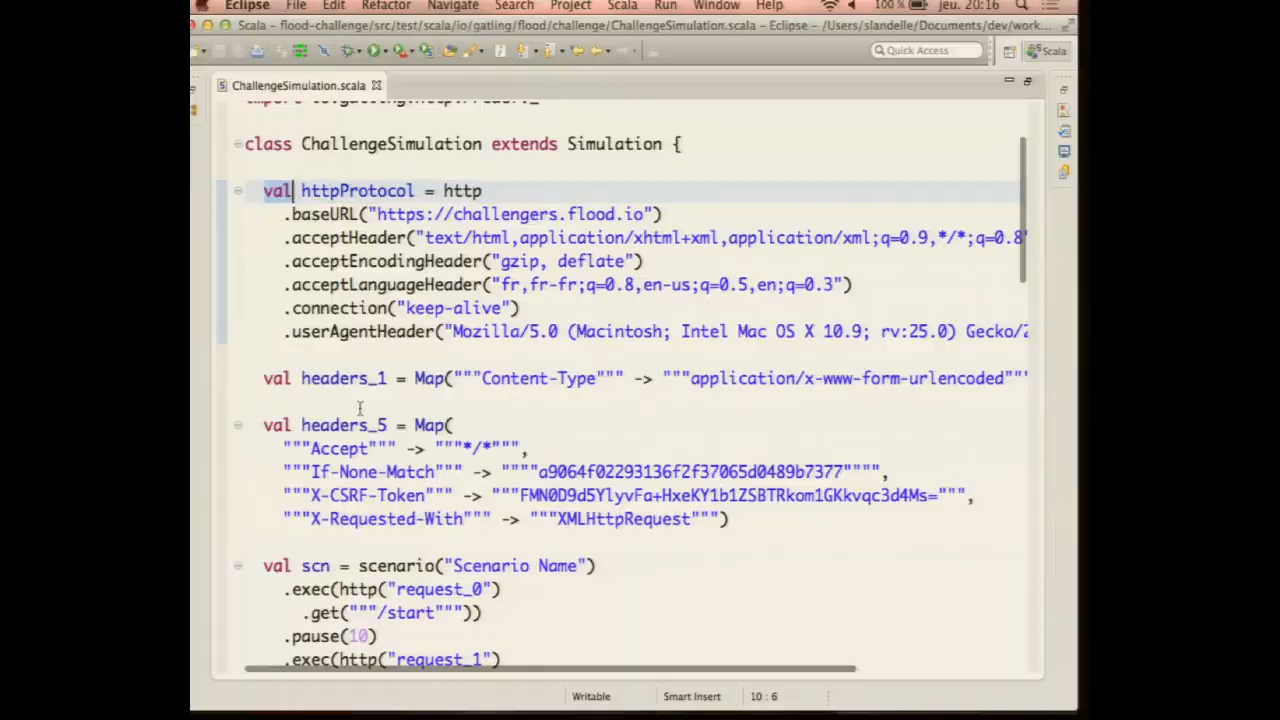 Eclipse File Edit Refactor Navigate Search Project Scala Run Window Help 100 % jeu. 20:16
Scala - flood-challenge/src/test/scala/io/gatling/flood/challenge/ChallengeSimulation.scala - Eclipse - /Users/slandelle/Documents/dev/work...
Quick Access
Scala
ChallengeSimulation.scala
class ChallengeSimulation extends Simulation {
val httpProtocol = http
.baseURL("https://challengers.flood.io")
.acceptHeader("text/html,application/xhtml+xml,application/xml;q=0.9,*/*;q=0.8"
.acceptEncodingHeader("gzip, deflate")
.acceptLanguageHeader("fr,fr-fr;q=0.8,en-us;q=0.5,en;q=0.3")
.connection("keep-alive")
.userAgentHeader("Mozilla/5.0 (Macintosh; Intel Mac OS X 10.9; rv:25.0) Gecko/2
val headers_1 = Map("""Content-Type""" -> """application/x-www-form-urlencoded"""
val headers_5 = Map(
"""Accept""" -> """*/*""",
"""If-None-Match""" -> """"a9064f02293136f2f37065d0489b7377"""",
"""X-CSRF-Token""" -> """FMN0D9d5YlyvFa+HxeKY1b1ZSBTRkom1GKkvqc3d4Ms=""",
"""X-Requested-With""" -> """XMLHttpRequest""")
val scn = scenario("Scenario Name")
.exec(http("request_0")
.get("""/start"""))
.pause(10)
.exec(http("request_1")
Writable Smart Insert 10 : 6